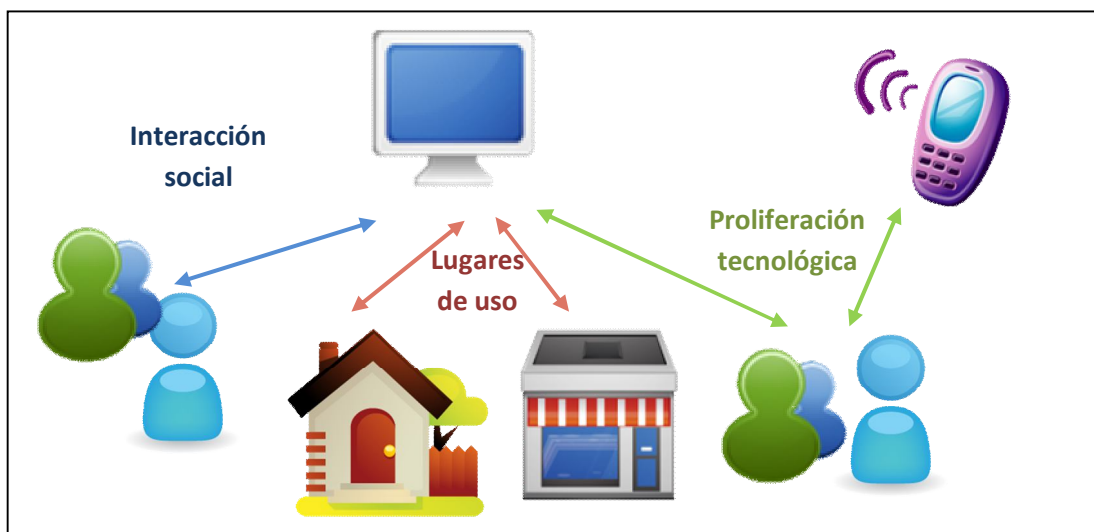 Interacción
social
Lugares
de uso
Proliferación
tecnológica